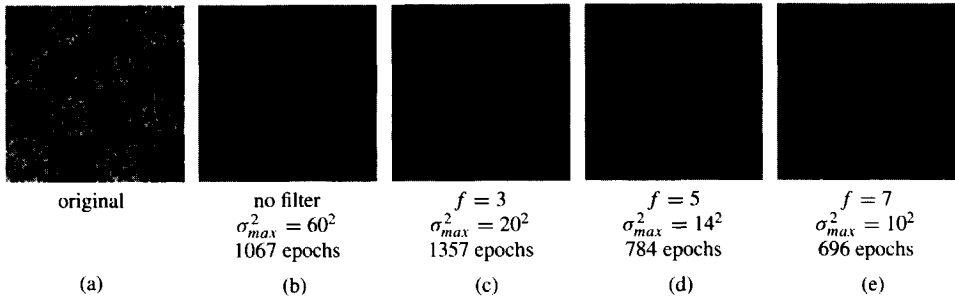 original
no filter
σ²max = 60²
1067 epochs
f = 3
σ²max = 20²
1357 epochs
f = 5
σ²max = 14²
784 epochs
f = 7
σ²max = 10²
696 epochs
(a)
(b)
(c)
(d)
(e)